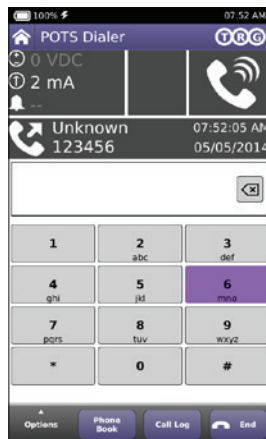 100% 07:52 AM
POTS Dialer TRG
0 VDC
2 mA
--
Unknown 07:52:05 AM
123456 05/05/2014
1 2 3
abc def
4 5 6
ghi jkl mno
7 8 9
pqrs tuv wxyz
* 0 #
Options Phone Book Call Log End